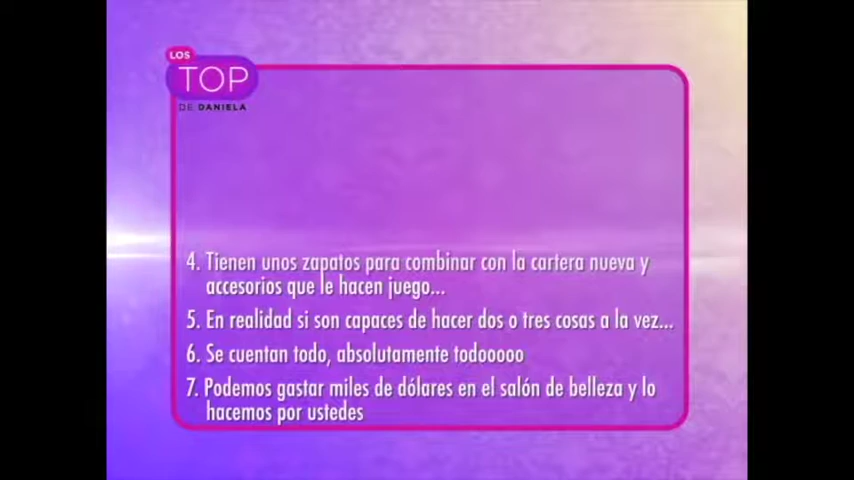 LOS
TOP
DE DANIELA
4. Tienen unos zapatos para combinar con la cartera nueva y
accesorios que le hacen juego...
5. En realidad si son capaces de hacer dos o tres cosas a la vez...
6. Se cuentan todo, absolutamente todooooo
7. Podemos gastar miles de dólares en el salón de belleza y lo
hacemos por ustedes